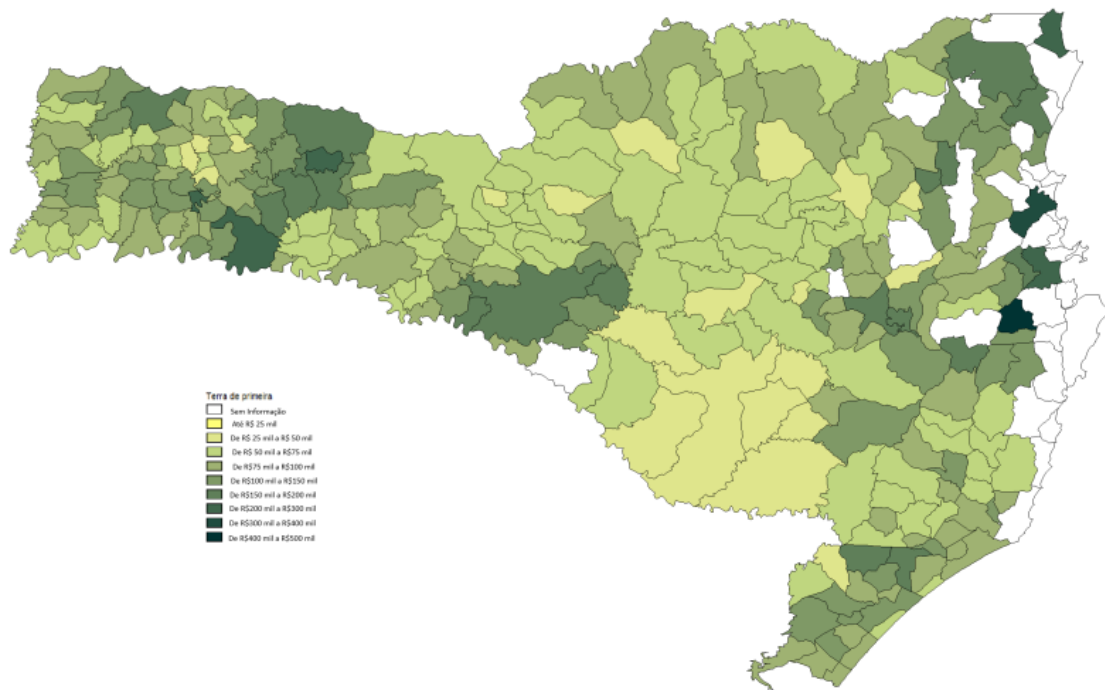 Terra de primeira
Sem Informação
Até R$ 25 mil
De R$ 25 mil a R$ 50 mil
De R$ 50 mil a R$75 mil
De R$75 mil a R$100 mil
De R$100 mil a R$150 mil
De R$150 mil a R$200 mil
De R$200 mil a R$300 mil
De R$300 mil a R$400 mil
De R$400 mil a R$500 mil